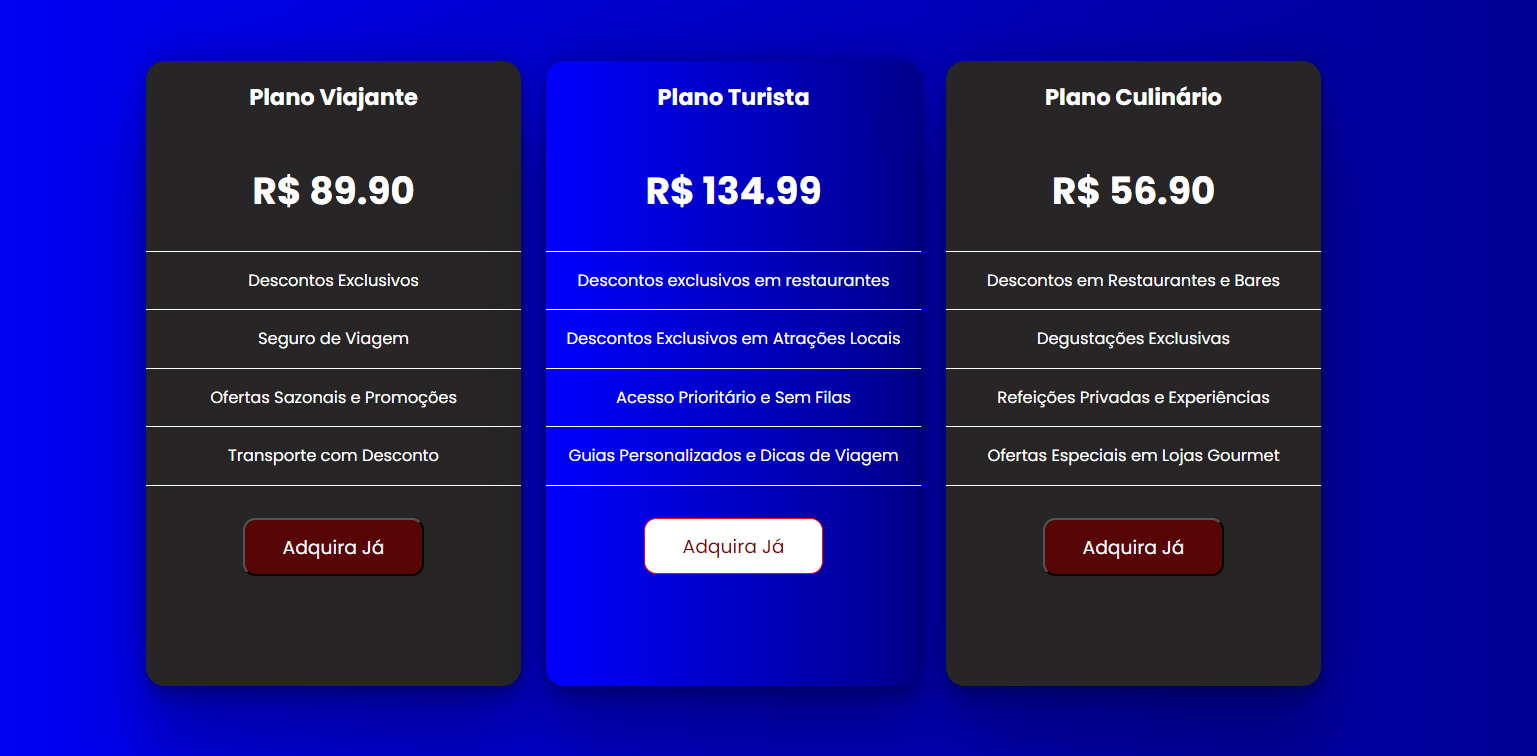 Plano Viajante
R$ 89.90
Descontos Exclusivos
Seguro de Viagem
Ofertas Sazonais e Promoções
Transporte com Desconto
Adquira Já
Plano Turista
R$ 134.99
Descontos exclusivos em restaurantes
Descontos Exclusivos em Atrações Locais
Acesso Prioritário e Sem Filas
Guias Personalizados e Dicas de Viagem
Adquira Já
Plano Culinário
R$ 56.90
Descontos em Restaurantes e Bares
Degustações Exclusivas
Refeições Privadas e Experiências
Ofertas Especiais em Lojas Gourmet
Adquira Já